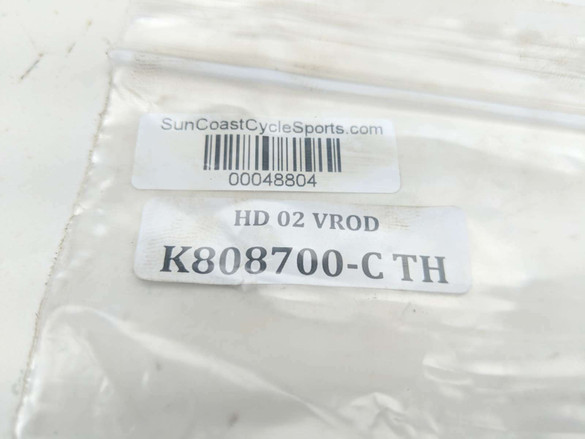 SunCoastCycleSports.com
00048804
HD 02 VROD
K808700-C TH